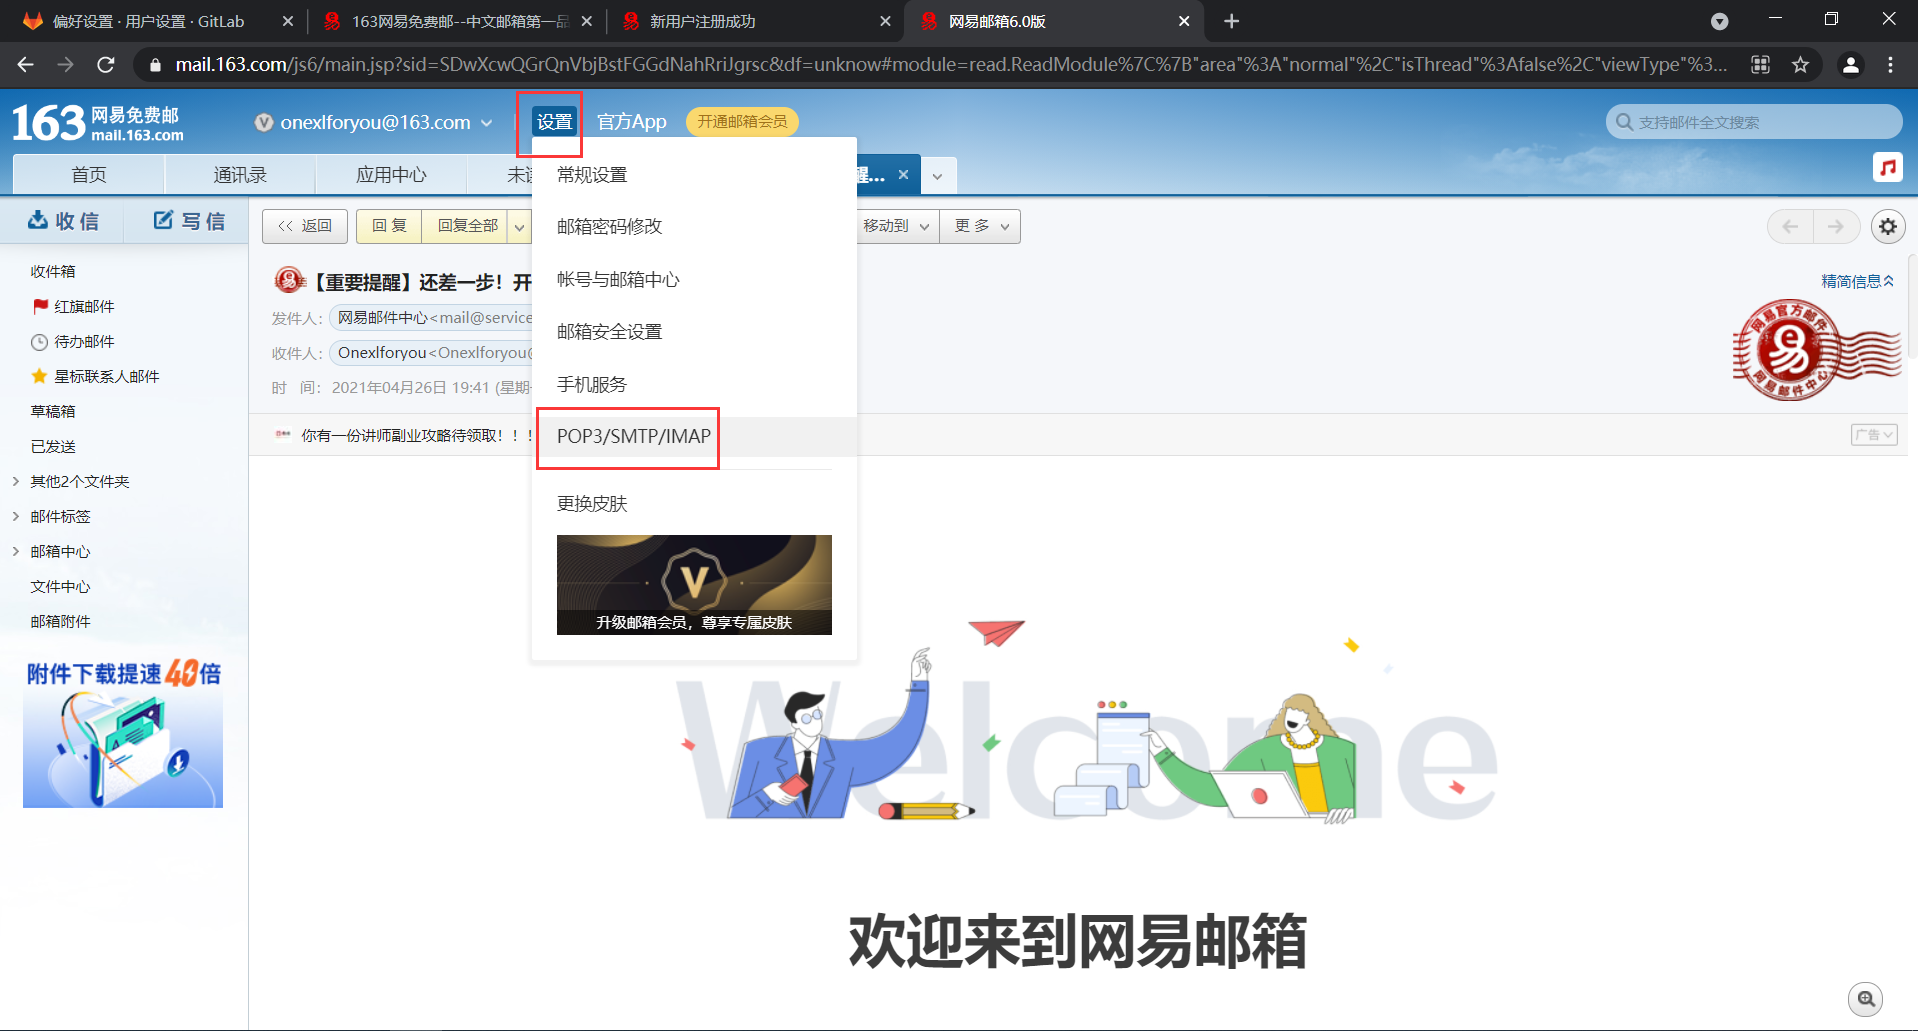 偏好设置 · 用户设置 · GitLab
163网易免费邮--中文邮箱第一品
新用户注册成功
网易邮箱6.0版
mail.163.com/js6/main.jsp?sid=SDwXcwQGrQnVbjBstFGGdNahRriJgrsc&df=unknow#module=read.ReadModule%7C%7B"area"%3A"normal"%2C"isThread"%3Afalse%2C"viewType"%3...
163 网易免费邮
mail.163.com
onexlforyou@163.com
设置
官方App
开通邮箱会员
支持邮件全文搜索
首页
通讯录
应用中心
未
醒...
收 信
写 信
<< 返回
回 复
回复全部
移动到
更 多
常规设置
邮箱密码修改
帐号与邮箱中心
邮箱安全设置
手机服务
POP3/SMTP/IMAP
更换皮肤
V
升级邮箱会员，尊享专属皮肤
收件箱
红旗邮件
待办邮件
星标联系人邮件
草稿箱
已发送
其他2个文件夹
邮件标签
邮箱中心
文件中心
邮箱附件
附件下载提速40倍
【重要提醒】还差一步！开
精简信息
发件人：网易邮件中心<mail@service
收件人：Onexlforyou<Onexlforyou@
时 间：2021年04月26日 19:41 (星期一
网易官方邮件
易
网易邮件中心
你有一份讲师副业攻略待领取！！！
广告
Welcome
欢迎来到网易邮箱